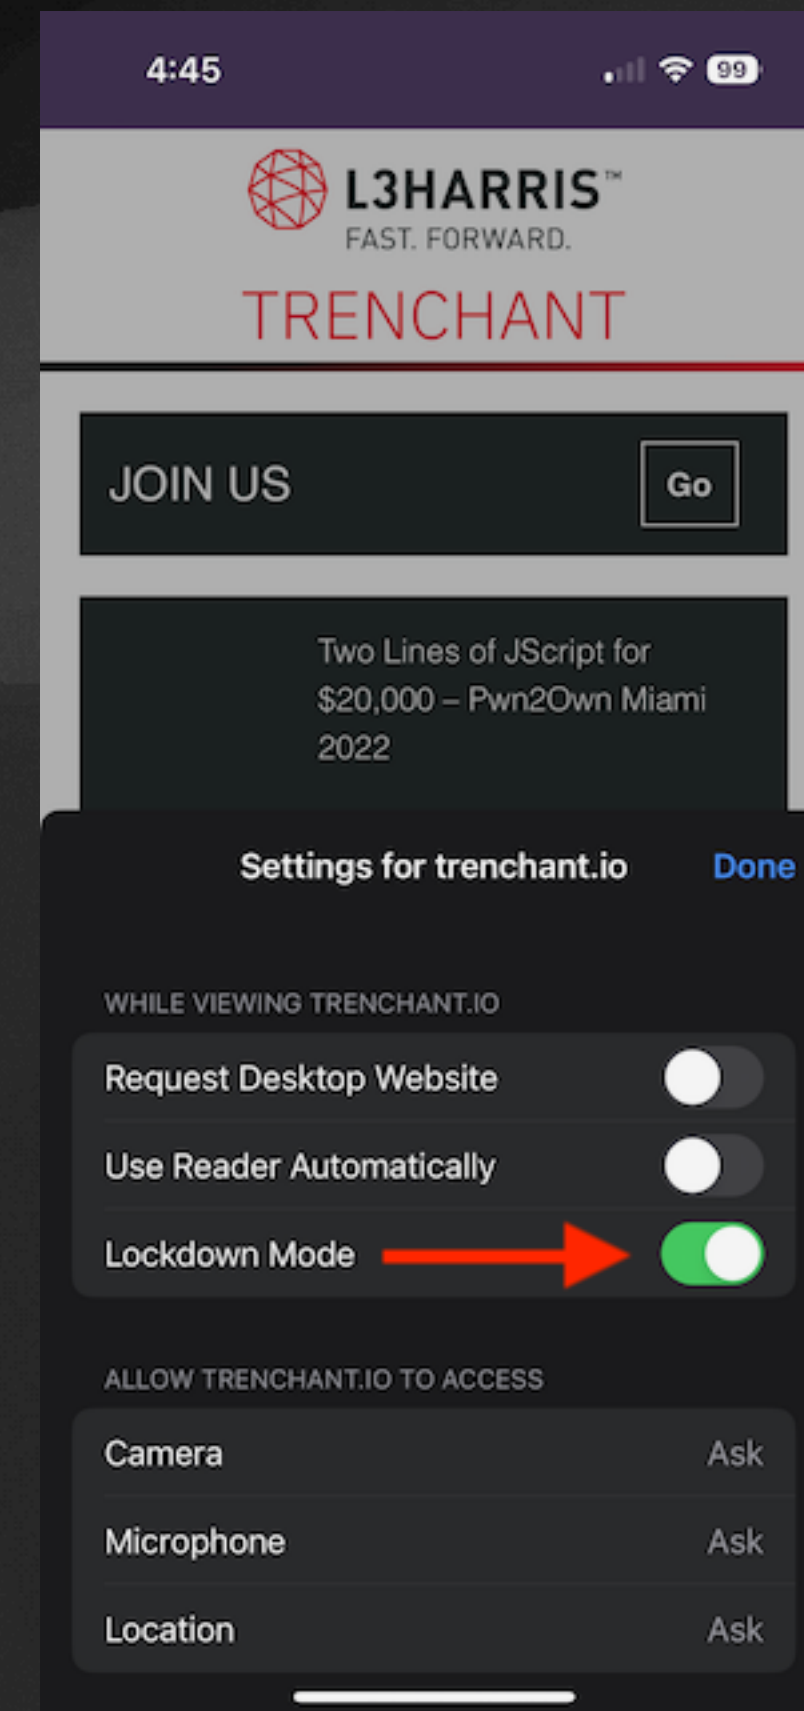 4:45
99
L3HARRIS™
FAST. FORWARD.
TRENCHANT
JOIN US
Go
Two Lines of JScript for
$20,000 – Pwn2Own Miami
2022
Settings for trenchant.io
Done
WHILE VIEWING TRENCHANT.IO
Request Desktop Website
Use Reader Automatically
Lockdown Mode
ALLOW TRENCHANT.IO TO ACCESS
Camera Ask
Microphone Ask
Location Ask